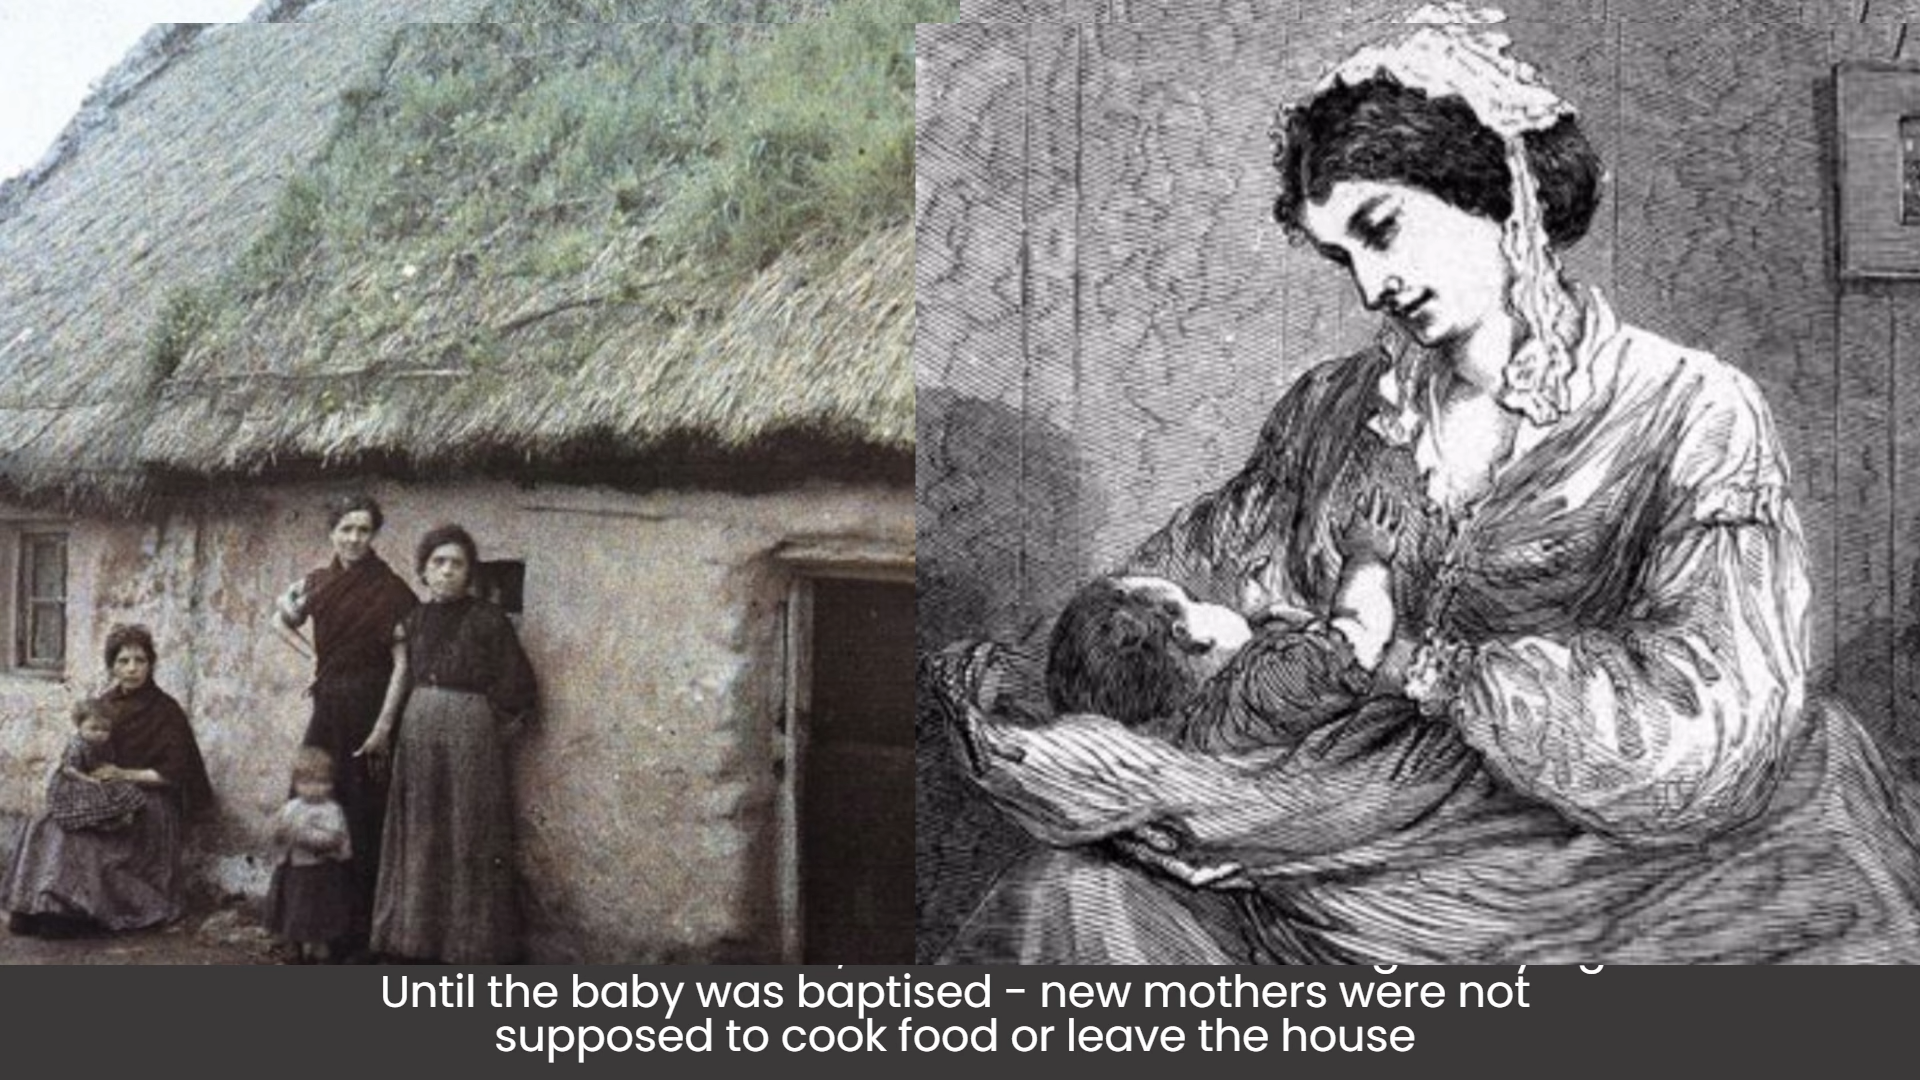 Until the baby was baptised - new mothers were not
supposed to cook food or leave the house